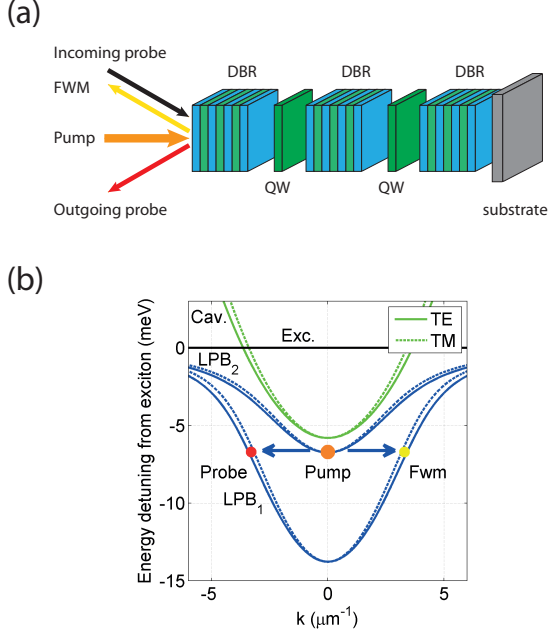 (a)
Incoming probe
FWM
Pump
Outgoing probe
DBR
DBR
DBR
QW
QW
substrate
(b)
Energy detuning from exciton (meV)
0
-5
-10
-15
Cav.
Exc.
TE
TM
LPB2
Probe
Pump
Fwm
LPB1
-5
0
5
k (μm-1)